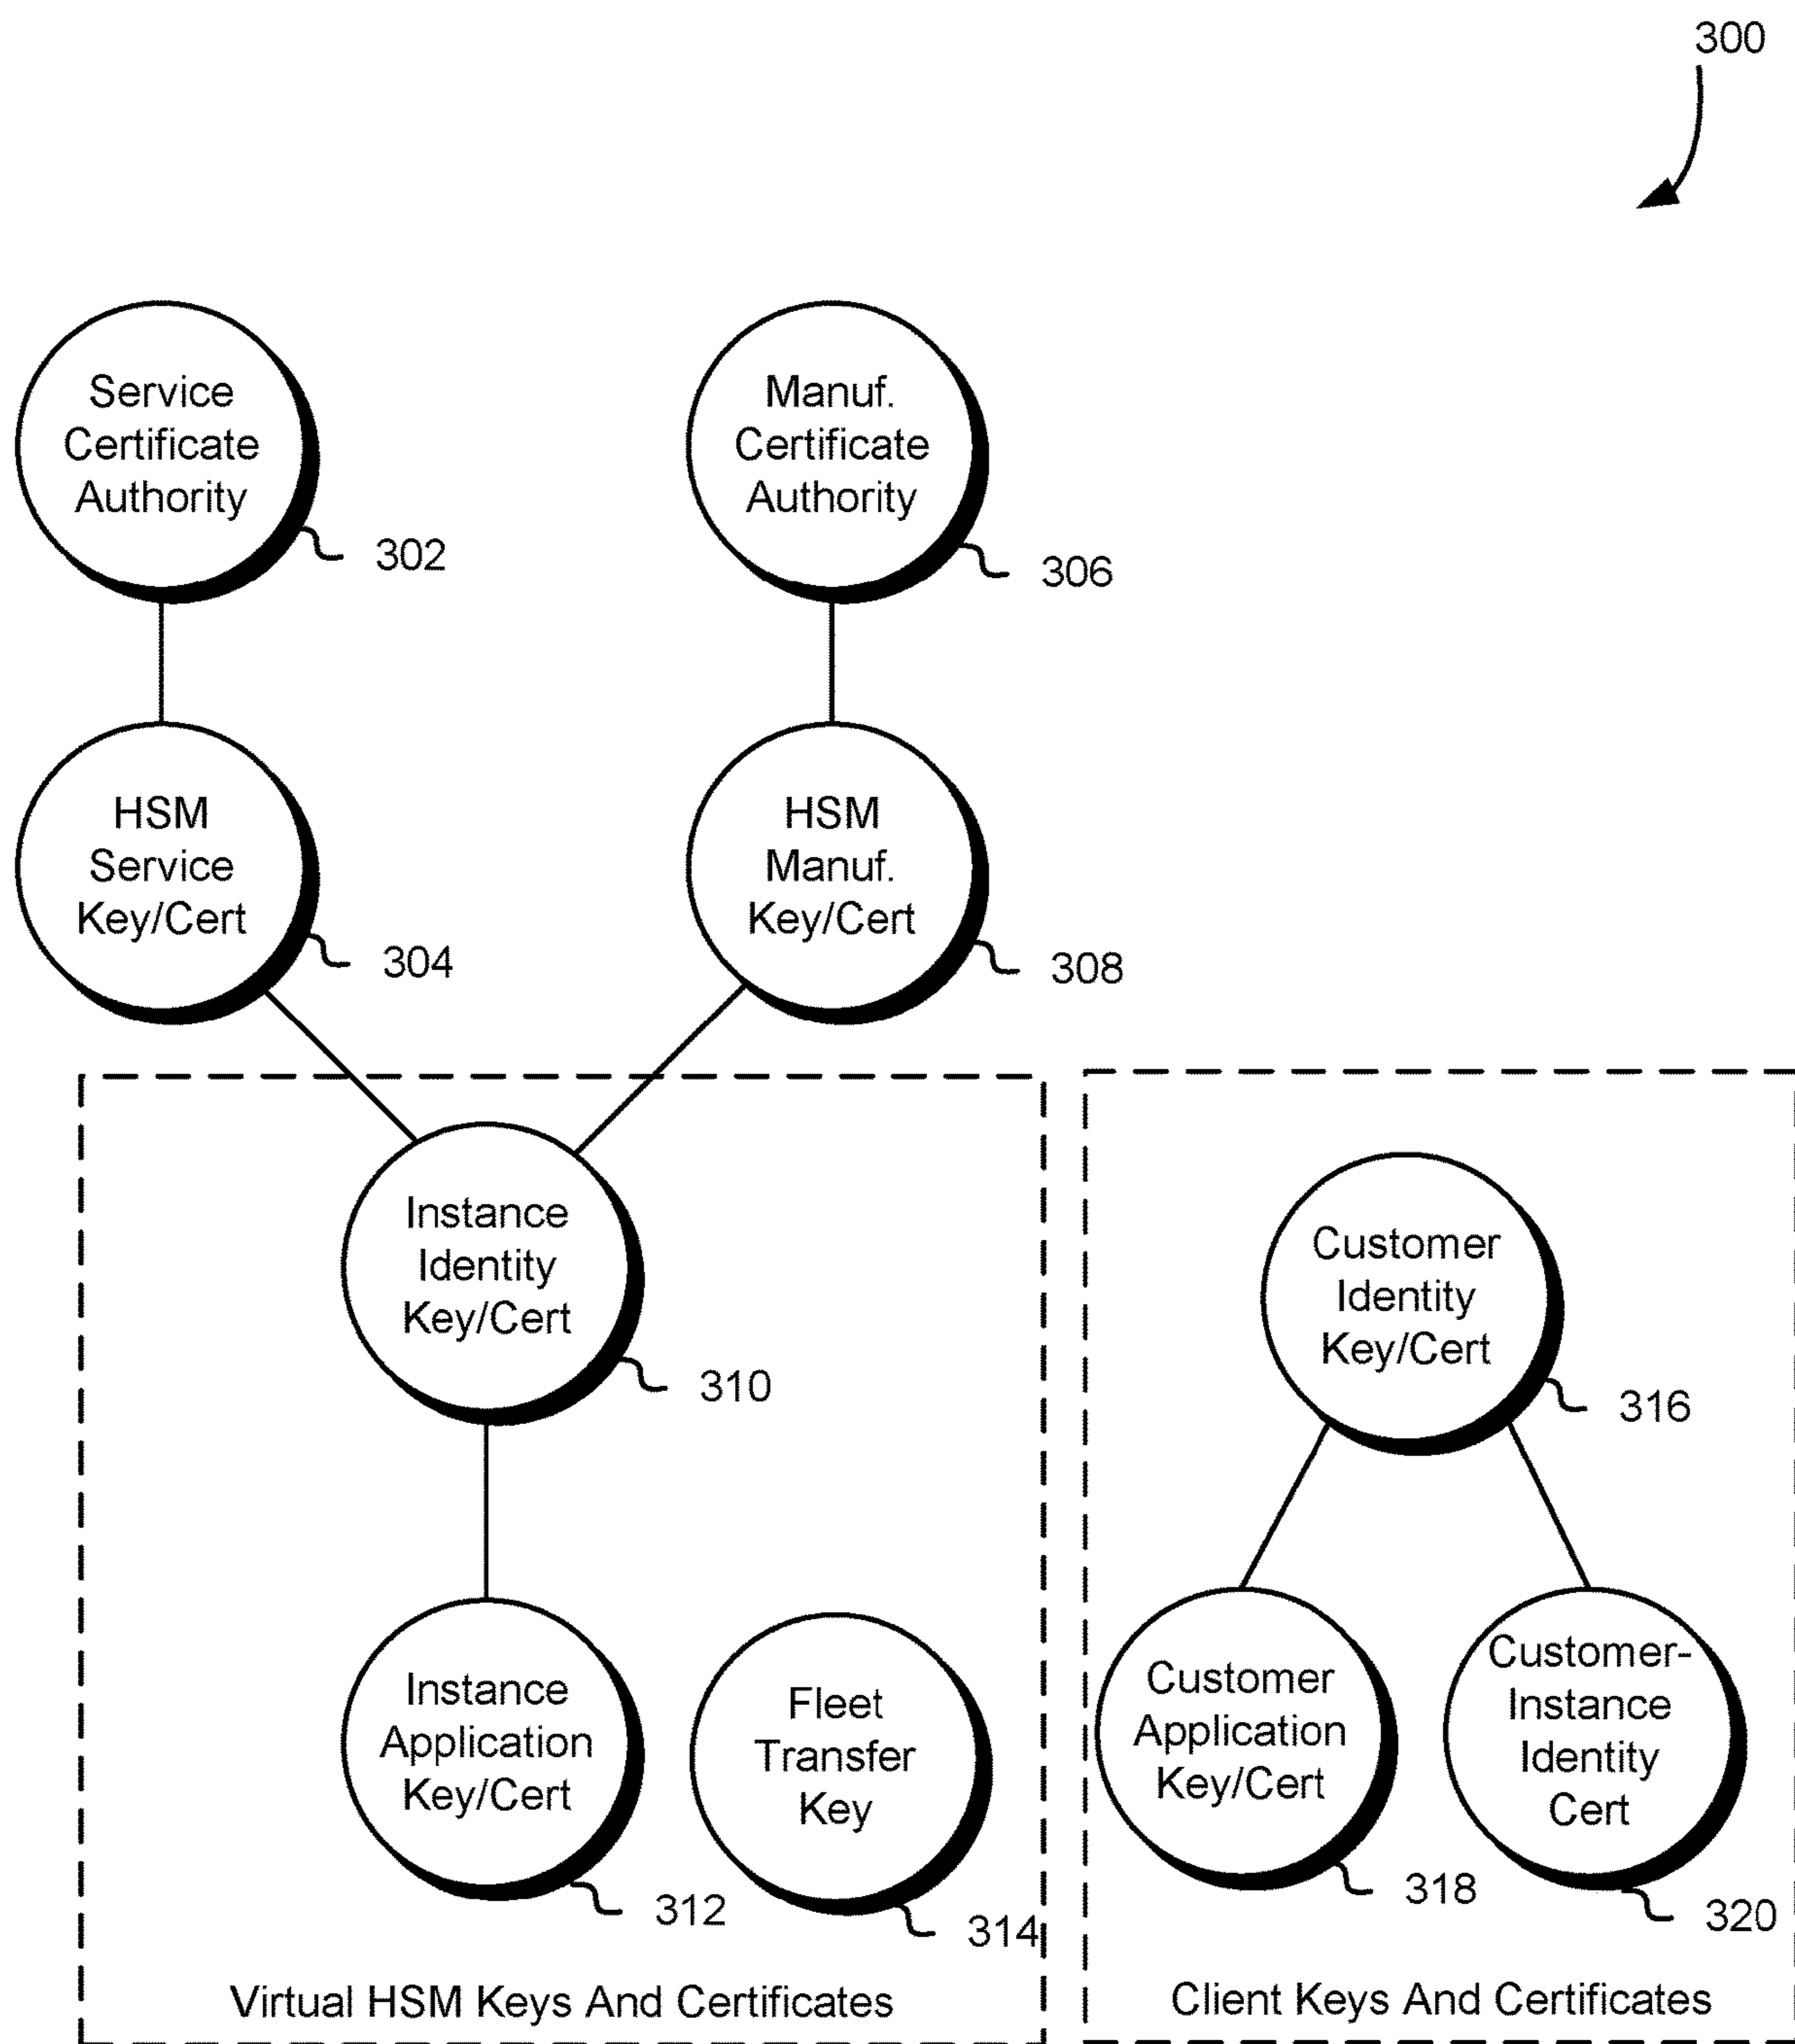 300
Service
Certificate
Authority
302
Manuf.
Certificate
Authority
306
HSM
Service
Key/Cert
304
HSM
Manuf.
Key/Cert
308
Instance
Identity
Key/Cert
310
Customer
Identity
Key/Cert
316
Instance
Application
Key/Cert
312
Fleet
Transfer
Key
314
Customer
Application
Key/Cert
318
Customer-
Instance
Identity
Cert
320
Virtual HSM Keys And Certificates
Client Keys And Certificates